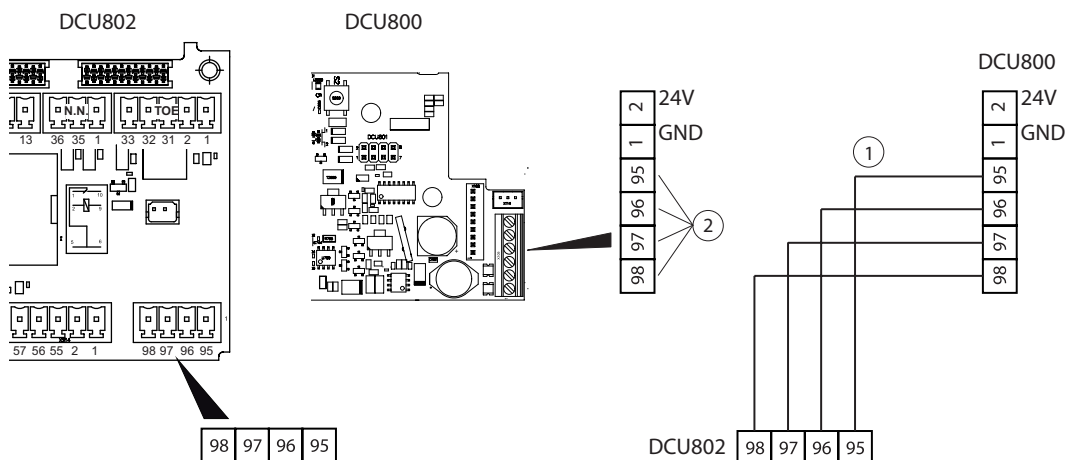 DCU802
DCU800
DCU800
N.N.
TOE
13
36 35 1
33 32 31 2 1
DCU801
57 56 55 2 1
98 97 96 95
2 24V
1 GND
95
96
97
98
2
1
2 24V
1 GND
95
96
97
98
98 97 96 95
DCU802 98 97 96 95